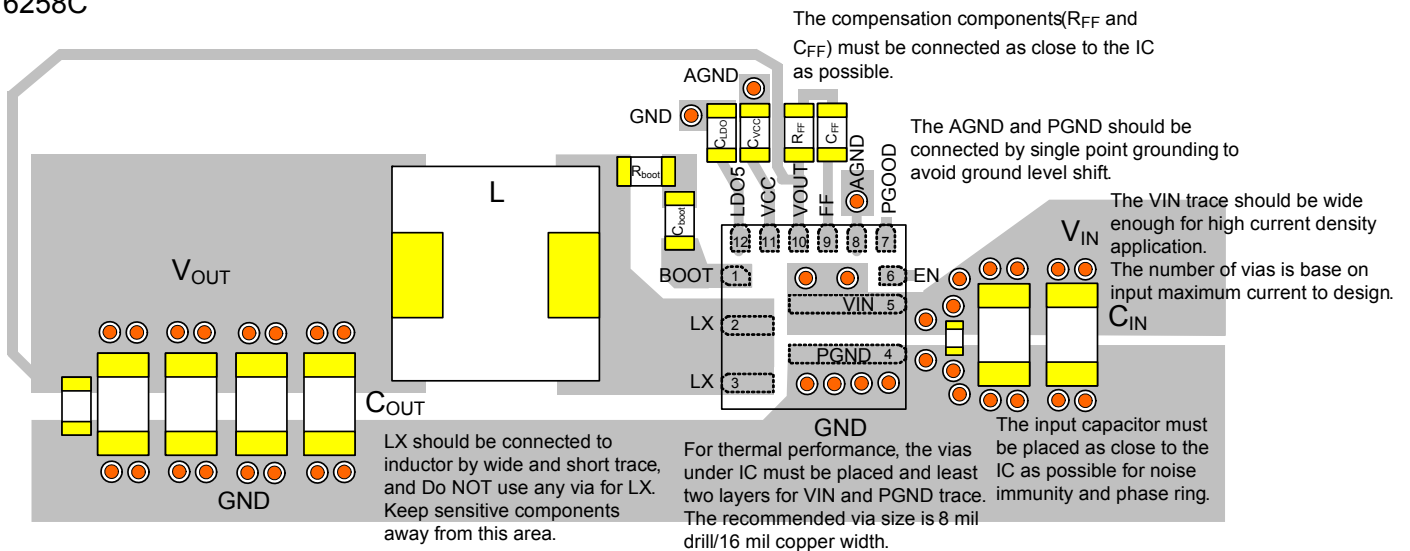 6258C
The compensation components(RFF and
CFF) must be connected as close to the IC
as possible.
AGND
GND
CLDO
CVCC
RFF
CFF
The AGND and PGND should be
connected by single point grounding to
avoid ground level shift.
Rboot
Cboot
LDO5
VCC
VOUT
FF
AGND
PGOOD
12
11
10
9
8
7
L
VOUT
BOOT 1
LX 2
LX 3
6 EN
VIN 5
PGND 4
GND
VIN
The VIN trace should be wide
enough for high current density
application.
The number of vias is base on
input maximum current to design.
CIN
COUT
GND
LX should be connected to
inductor by wide and short trace,
and Do NOT use any via for LX.
Keep sensitive components
away from this area.
For thermal performance, the vias
under IC must be placed and least
two layers for VIN and PGND trace.
The recommended via size is 8 mil
drill/16 mil copper width.
The input capacitor must
be placed as close to the
IC as possible for noise
immunity and phase ring.